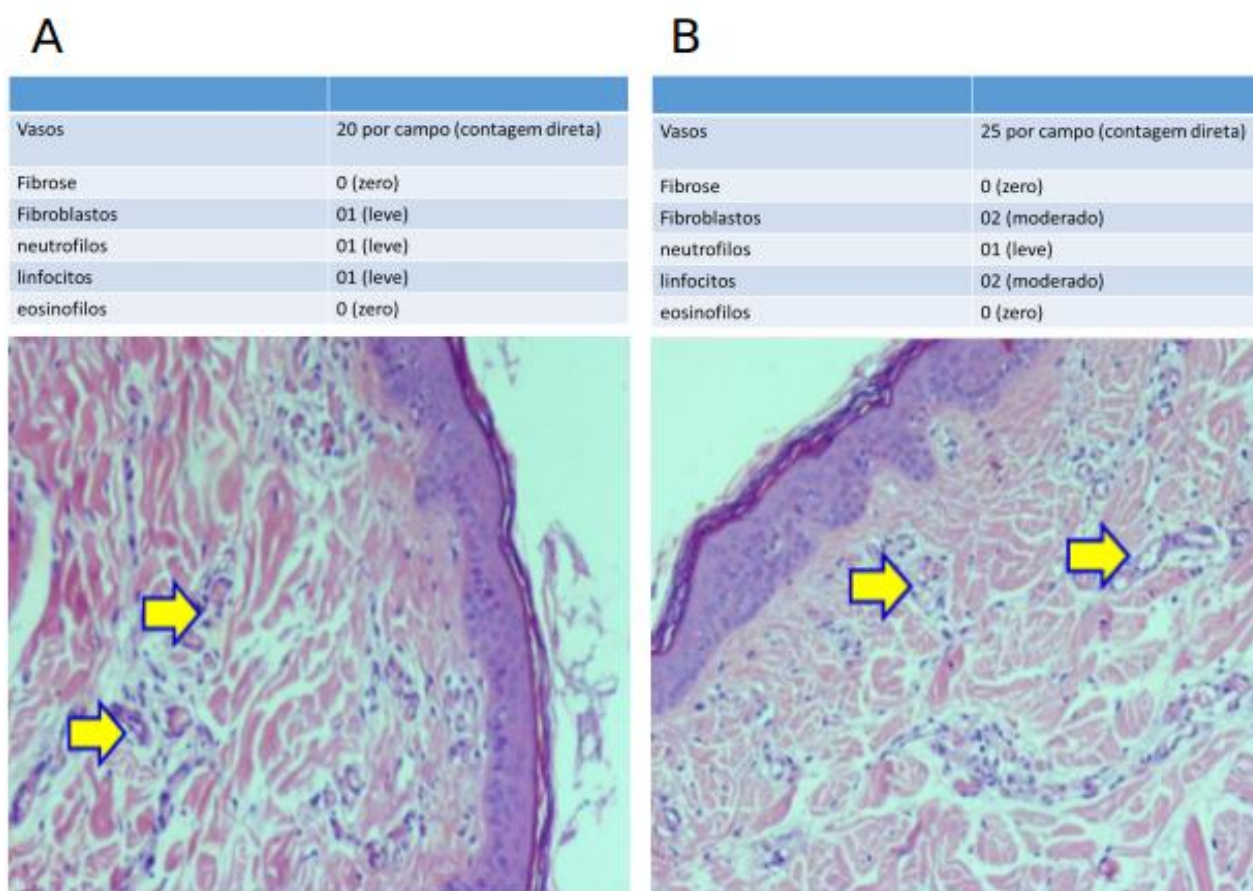 A
Vasos 20 por campo (contagem direta)
Fibrose 0 (zero)
Fibroblastos 01 (leve)
neutrofilos 01 (leve)
linfocitos 01 (leve)
eosinofilos 0 (zero)
B
Vasos 25 por campo (contagem direta)
Fibrose 0 (zero)
Fibroblastos 02 (moderado)
neutrofilos 01 (leve)
linfocitos 02 (moderado)
eosinofilos 0 (zero)